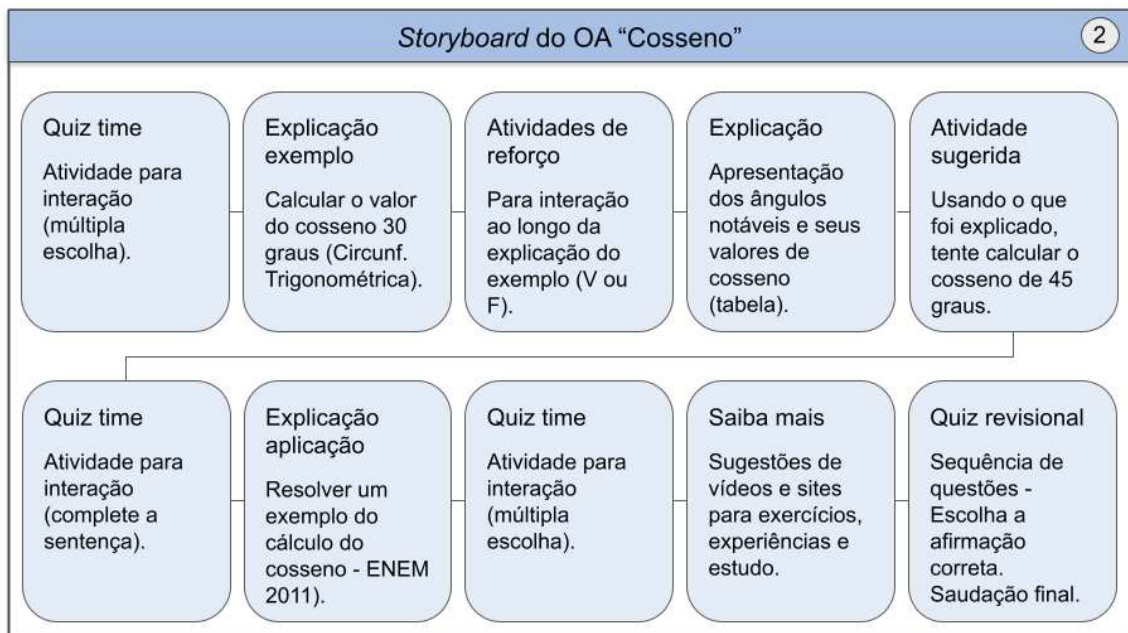 Storyboard do OA “Cosseno”
2
Quiz time
Atividade para
interação
(múltipla
escolha).
Explicação
exemplo
Calcular o valor
do cosseno 30
graus (Circunf.
Trigonométrica).
Atividades de
reforço
Para interação
ao longo da
explicação do
exemplo (V ou
F).
Explicação
Apresentação
dos ângulos
notáveis e seus
valores de
cosseno
(tabela).
Atividade
sugerida
Usando o que
foi explicado,
tente calcular o
cosseno de 45
graus.
Quiz time
Atividade para
interação
(complete a
sentença).
Explicação
aplicação
Resolver um
exemplo do
cálculo do
cosseno - ENEM
2011).
Quiz time
Atividade para
interação
(múltipla
escolha).
Saiba mais
Sugestões de
vídeos e sites
para exercícios,
experiências e
estudo.
Quiz revisional
Sequência de
questões -
Escolha a
afirmação
correta.
Saudação final.